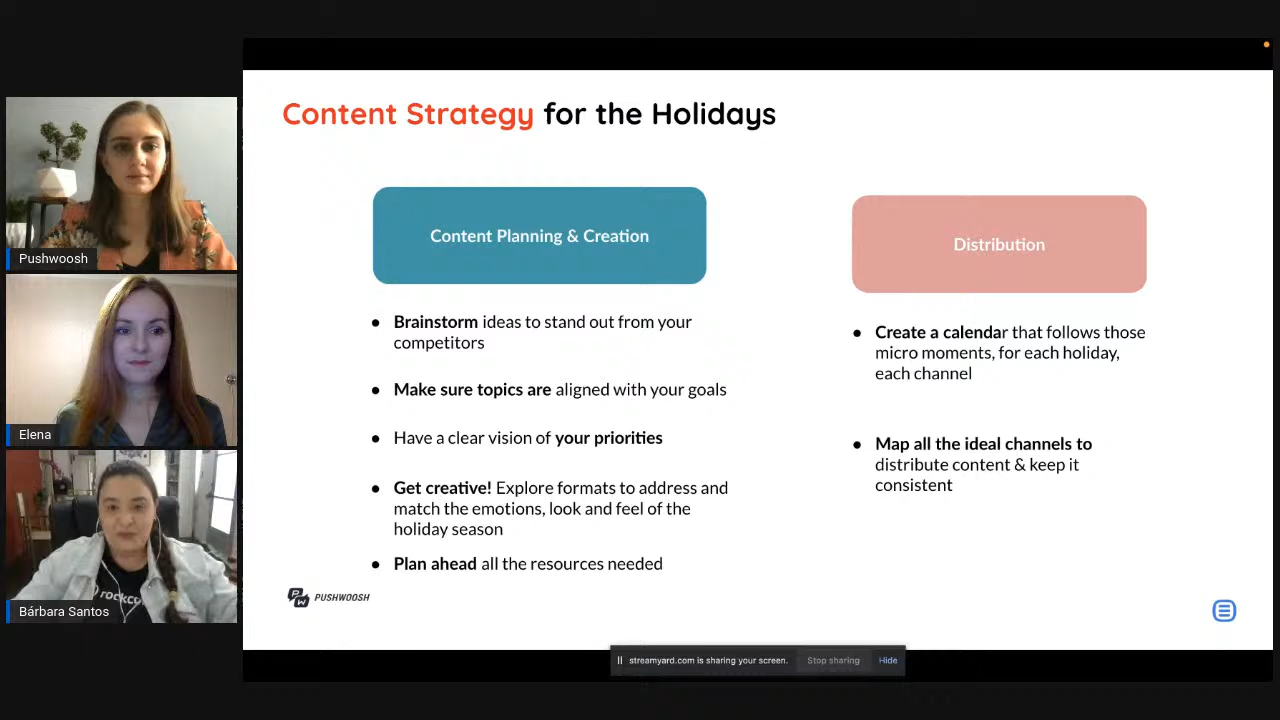 Content Strategy for the Holidays
Content Planning & Creation
Brainstorm ideas to stand out from your
competitors
Make sure topics are aligned with your goals
Have a clear vision of your priorities
Get creative! Explore formats to address and
match the emotions, look and feel of the
holiday season
Plan ahead all the resources needed
Distribution
Create a calendar that follows those
micro moments, for each holiday,
each channel
Map all the ideal channels to
distribute content & keep it
consistent
PW PUSHWOOSH
Pushwoosh
Elena
Bárbara Santos
streamyard.com is sharing your screen.
Stop sharing
Hide